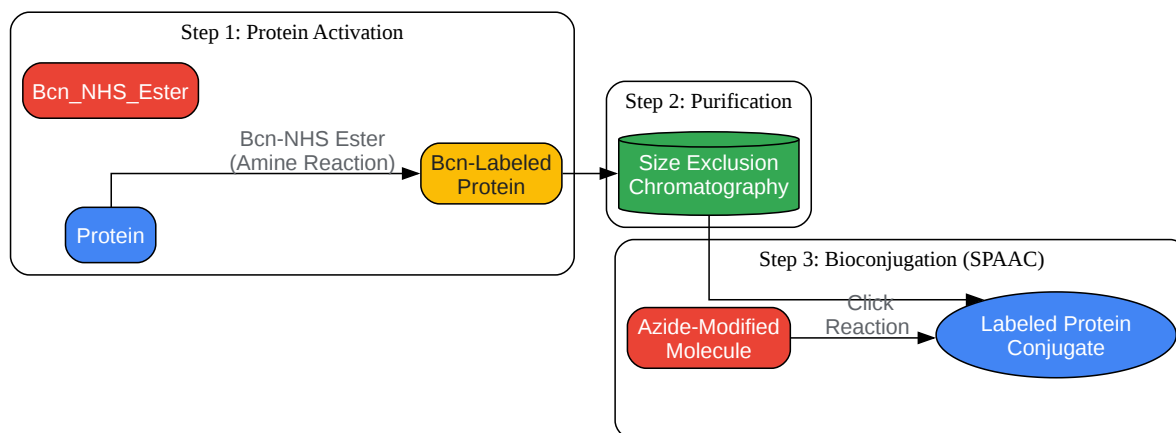 Step 1: Protein Activation
Bcn_NHS_Ester
Bcn-NHS Ester
(Amine Reaction)
Protein
Bcn-Labeled
Protein
Step 2: Purification
Size Exclusion
Chromatography
Step 3: Bioconjugation (SPAAC)
Azide-Modified
Molecule
Click
Reaction
Labeled Protein
Conjugate